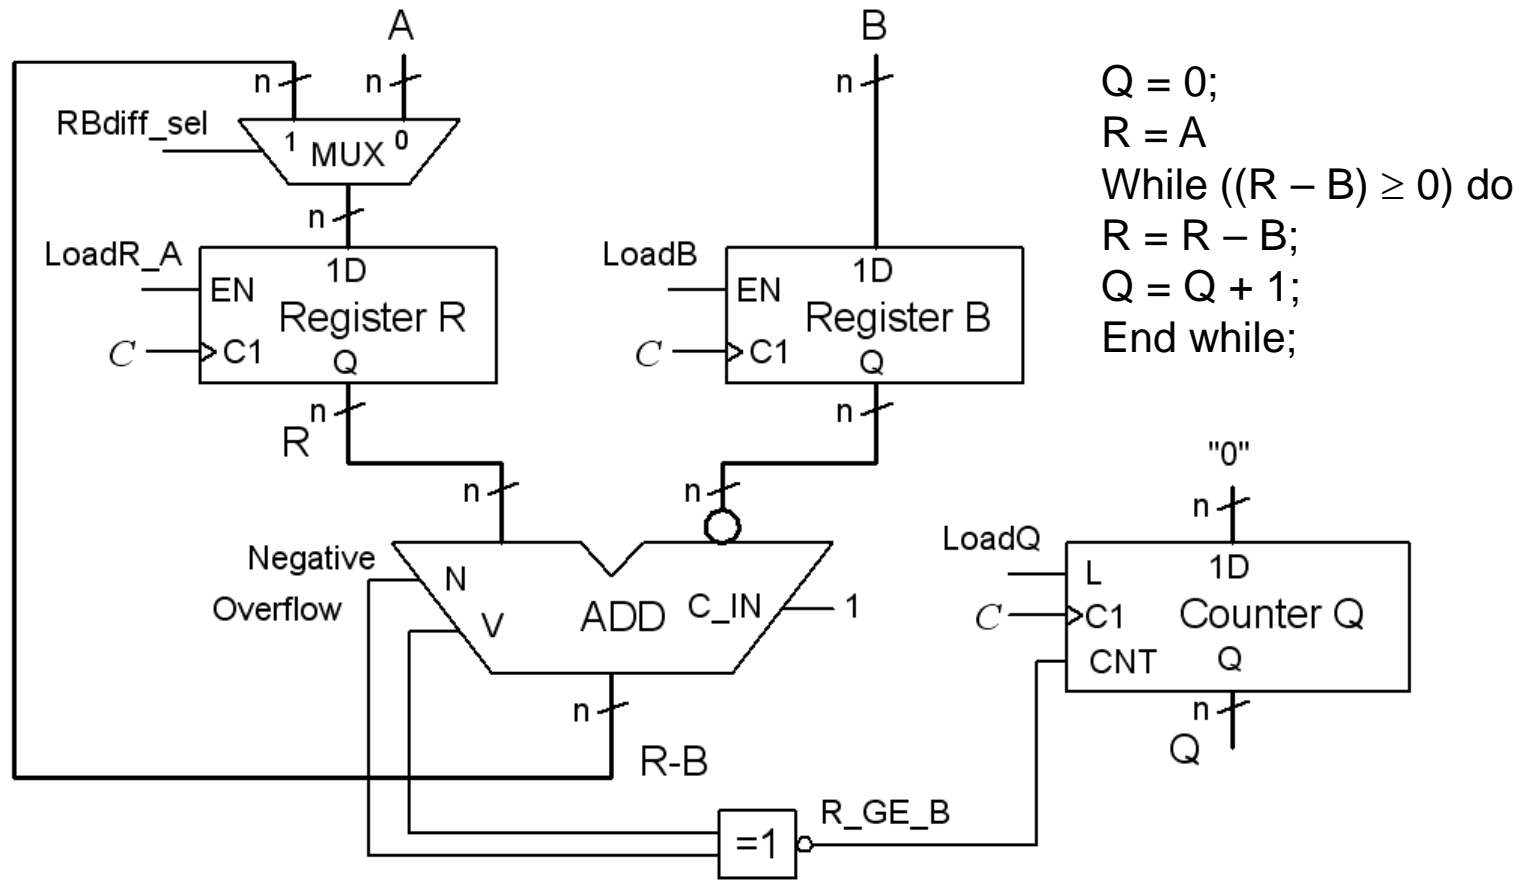 A
B
n
n
n
Q = 0;
RBdiff_sel
1
MUX
0
R = A
While ((R – B) ≥ 0) do
n
R = R – B;
LoadR_A
LoadB
1D
1D
EN
EN
Q = Q + 1;
Register R
Register B
C
C1
C
C1
End while;
Q
Q
n
n
R
"0"
n
n
n
LoadQ
Negative
N
1D
L
Overflow
V
ADD
C_IN
1
C
C1
Counter Q
CNT
Q
n
n
R-B
Q
R_GE_B
=1